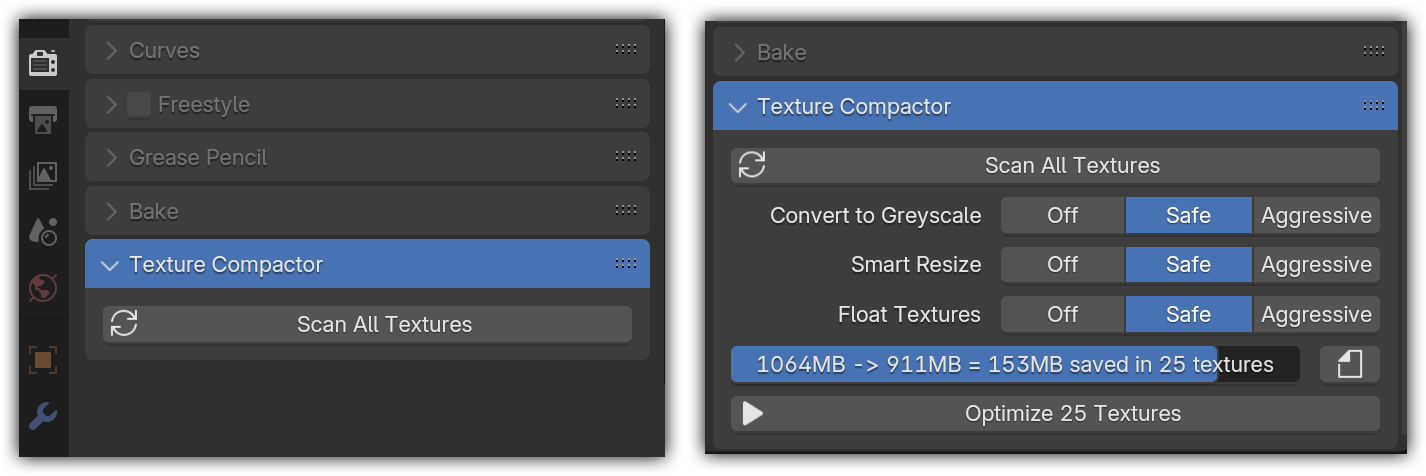 Curves
Freestyle
Grease Pencil
Bake
Texture Compactor
Scan All Textures
Bake
Texture Compactor
Scan All Textures
Convert to Greyscale Off Safe Aggressive
Smart Resize Off Safe Aggressive
Float Textures Off Safe Aggressive
1064MB -> 911MB = 153MB saved in 25 textures
Optimize 25 Textures